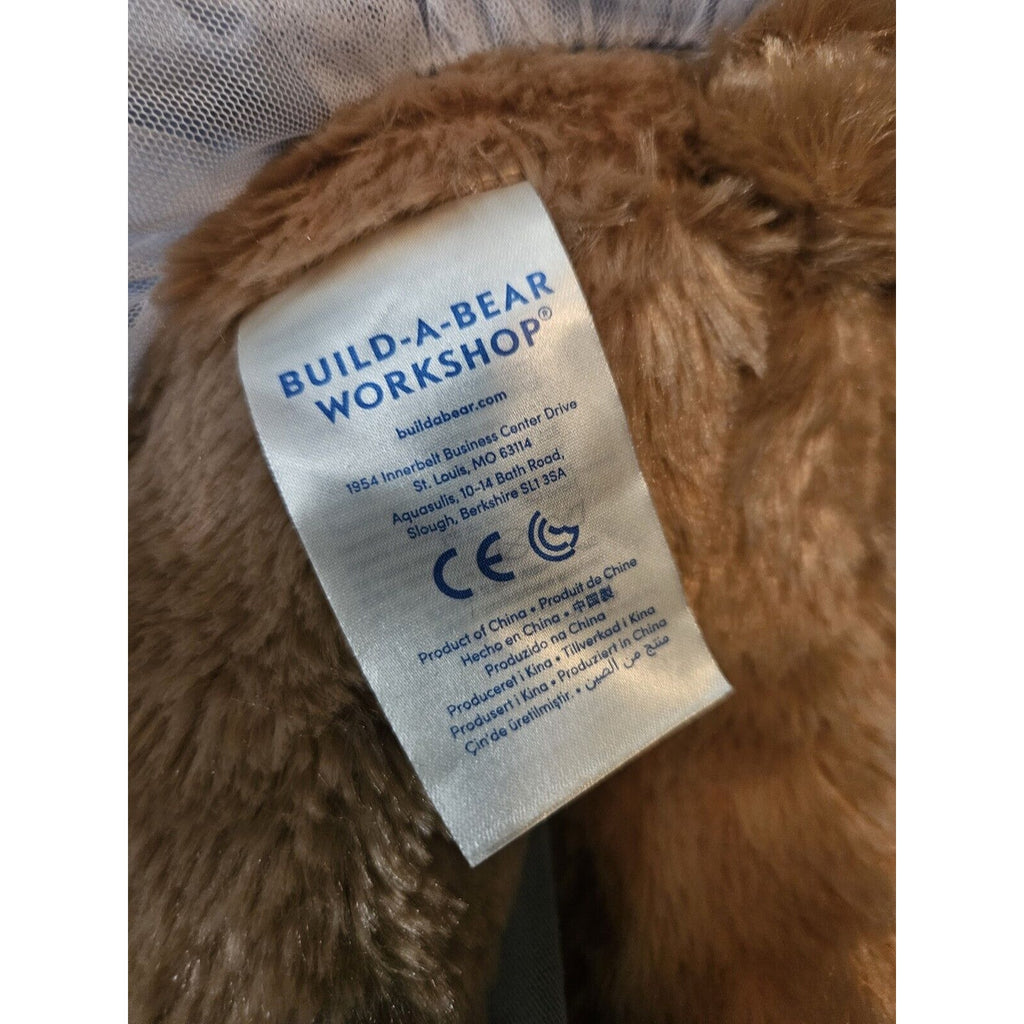 BUILD-A-BEAR
WORKSHOP®
buildabear.com
1954 Innerbelt Business Center Drive
St. Louis, MO 63114
Aquasulis, 10-14 Bath Road,
Slough, Berkshire SL1 3SA
CE
Product of China • Produit de Chine
Hecho en China • 中国製
Produzido na China
Produceret i Kina • Tillverkad i Kina
Produsert i Kina • Produziert in China
Çin'de üretilmiştir. • منتج من الصين